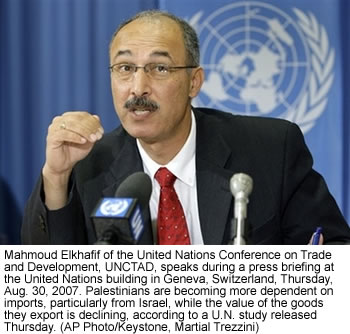 Mahmoud Elkhafif of the United Nations Conference on Trade
and Development, UNCTAD, speaks during a press briefing at
the United Nations building in Geneva, Switzerland, Thursday,
Aug. 30, 2007. Palestinians are becoming more dependent on
imports, particularly from Israel, while the value of the goods
they export is declining, according to a U.N. study released
Thursday. (AP Photo/Keystone, Martial Trezzini)